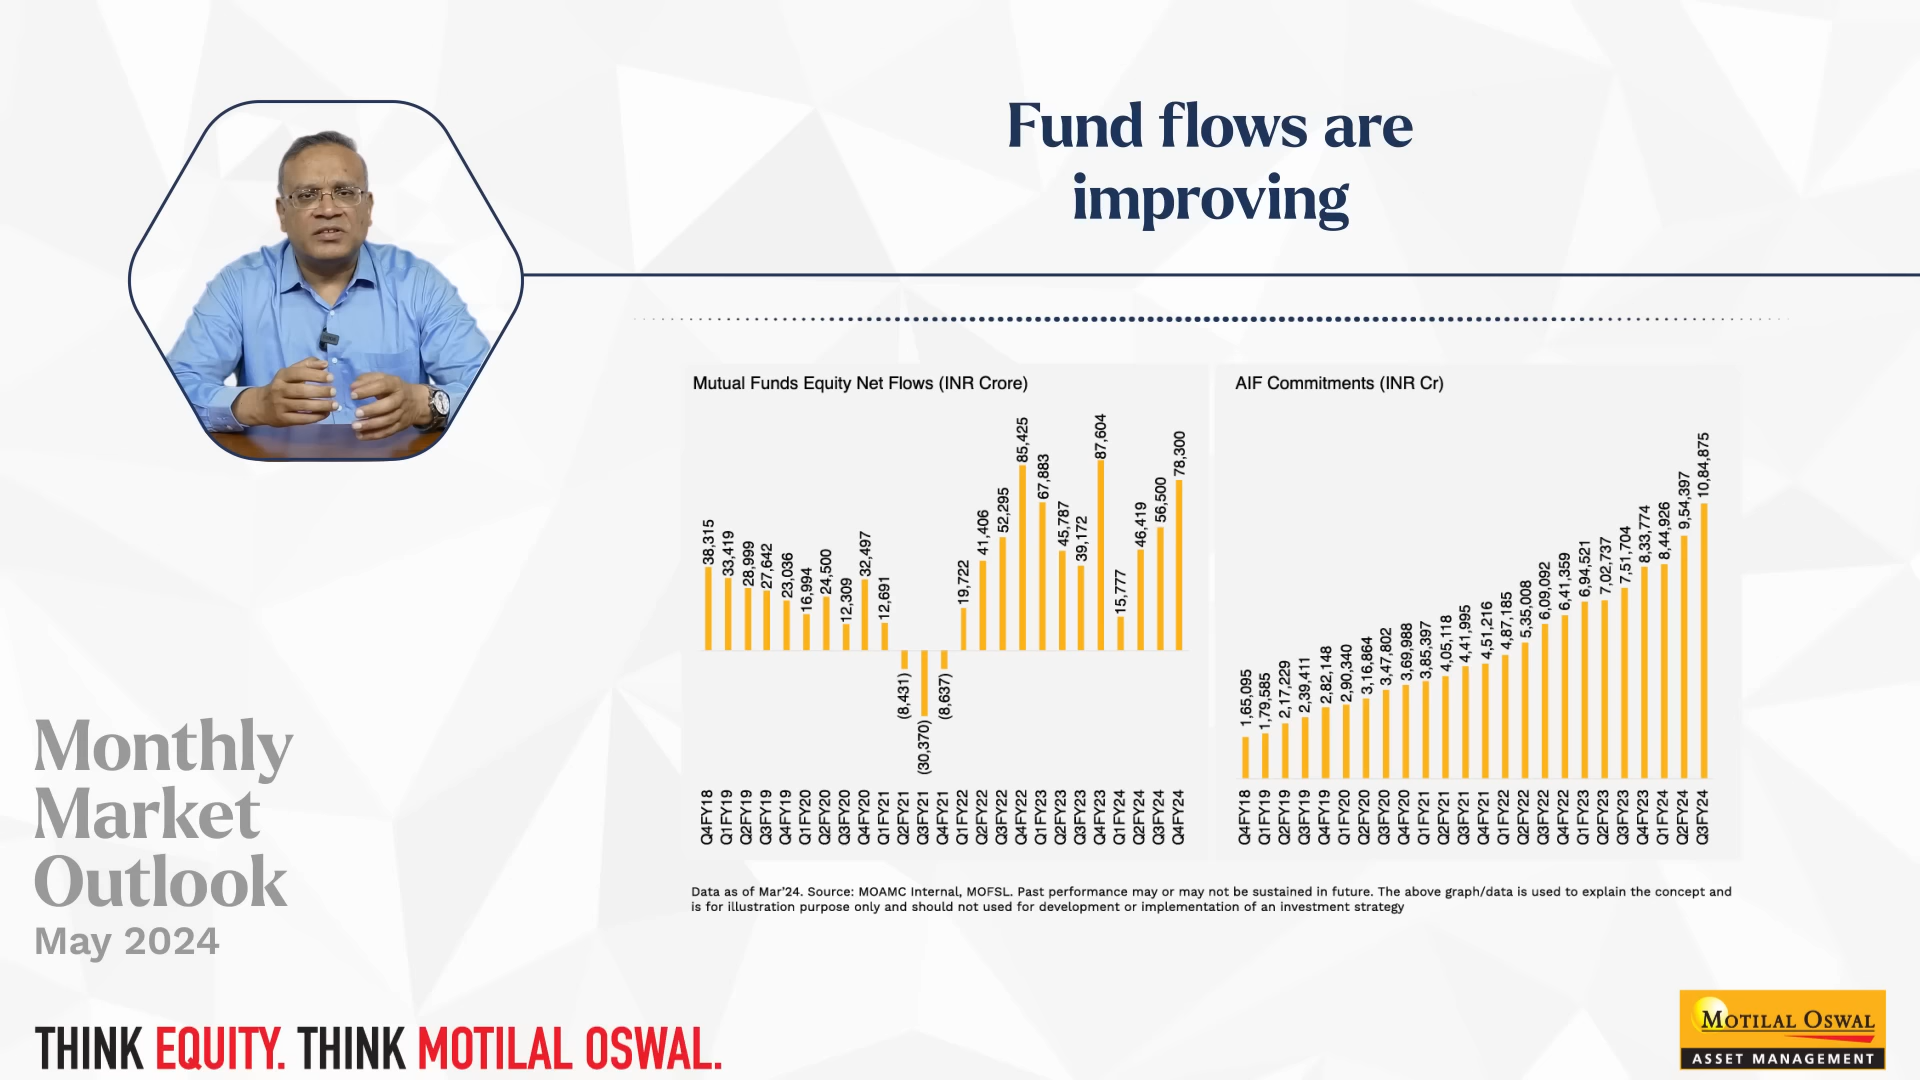 Fund flows are
improving
Mutual Funds Equity Net Flows (INR Crore)
38,315
33,419
28,999
27,642
23,036
16,994
24,500
12,309
32,497
12,691
(8,431)
(30,370)
(8,637)
19,722
41,406
52,295
85,425
67,883
45,787
39,172
87,604
15,777
46,419
56,500
78,300
Q4FY18
Q1FY19
Q2FY19
Q3FY19
Q4FY19
Q1FY20
Q2FY20
Q3FY20
Q4FY20
Q1FY21
Q2FY21
Q3FY21
Q4FY21
Q1FY22
Q2FY22
Q3FY22
Q4FY22
Q1FY23
Q2FY23
Q3FY23
Q4FY23
Q1FY24
Q2FY24
Q3FY24
Q4FY24
AIF Commitments (INR Cr)
1,65,095
1,79,585
2,17,229
2,39,411
2,82,148
2,90,340
3,16,864
3,47,802
3,69,988
3,85,397
4,05,118
4,41,995
4,51,216
4,87,185
5,35,008
6,09,092
6,41,359
6,94,521
7,02,737
7,51,704
8,33,774
8,44,926
9,54,397
10,84,875
Q4FY18
Q1FY19
Q2FY19
Q3FY19
Q4FY19
Q1FY20
Q2FY20
Q3FY20
Q4FY20
Q1FY21
Q2FY21
Q3FY21
Q4FY21
Q1FY22
Q2FY22
Q3FY22
Q4FY22
Q1FY23
Q2FY23
Q3FY23
Q4FY23
Q1FY24
Q2FY24
Q3FY24
Data as of Mar'24. Source: MOAMC Internal, MOFSL. Past performance may or may not be sustained in future. The above graph/data is used to explain the concept and
is for illustration purpose only and should not used for development or implementation of an investment strategy
Monthly
Market
Outlook
May 2024
THINK EQUITY. THINK MOTILAL OSWAL.
MOTILAL OSWAL
ASSET MANAGEMENT